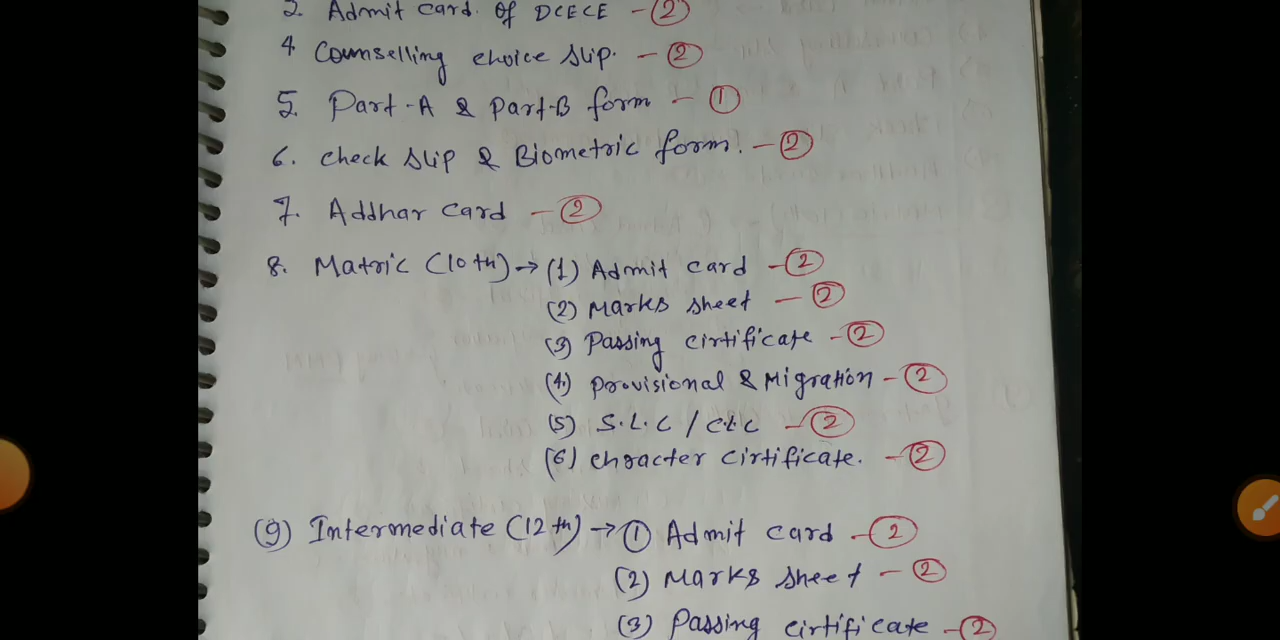 3. Admit card. Of DCECE - 2
4 Counselling choice slip. - 2
5. Part-A & Part-B form - 1
6. check slip & Biometric form. - 2
7. Addhar card - 2
8. Matric (10th) → (1) Admit card - 2
(2) Marks sheet - 2
(3) Passing cirtificate - 2
(4.) Provisional & Migration - 2
(5) S.L.C / CLC - 2
(6) Chracter cirtificate. - 2
(9) Intermediate (12th) → 1 Admit card - 2
(2) Marks sheet - 2
(3) Passing cirtificate - 2